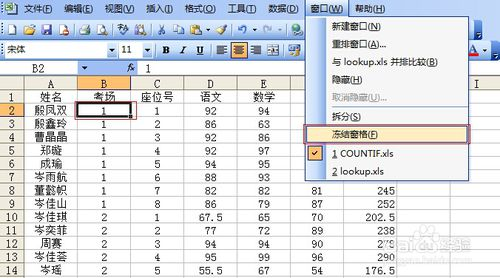 文件(F) 编辑(E) 视图(V) 插入(I) 格式(O) 工具(T) 数据(D) 窗口(W) 帮助(H)
新建窗口(N)
重排窗口(A)...
与 lookup.xls 并排比较(B)
隐藏(H)
取消隐藏(U)...
拆分(S)
冻结窗格(F)
1 COUNTIF.xls
2 lookup.xls
宋体 11 B
B2 1
A B C D E
1 姓名 考场 座位号 语文 数学
2 殷凤双 1 1 92 94
3 殷鑫玲 1 2 86 63
4 曹晶晶 1 3 92 86
5 郑璇 1 4 92 97
6 成瑜 1 5 94 95
7 岑雨航 1 6 88 93
8 董懿帜 1 7 82 82 81 245
9 岑佳山 1 8 86 79 87 252
10 岑佳琪 2 1 67.5 65 70 202.5
11 岑奕菲 2 2 77 72 89 238
12 周赛 2 3 94 94 90 278
13 岑佳荟 2 4 95 99 96 290
14 岑瑶 2 5 55.5 67 54 176.5